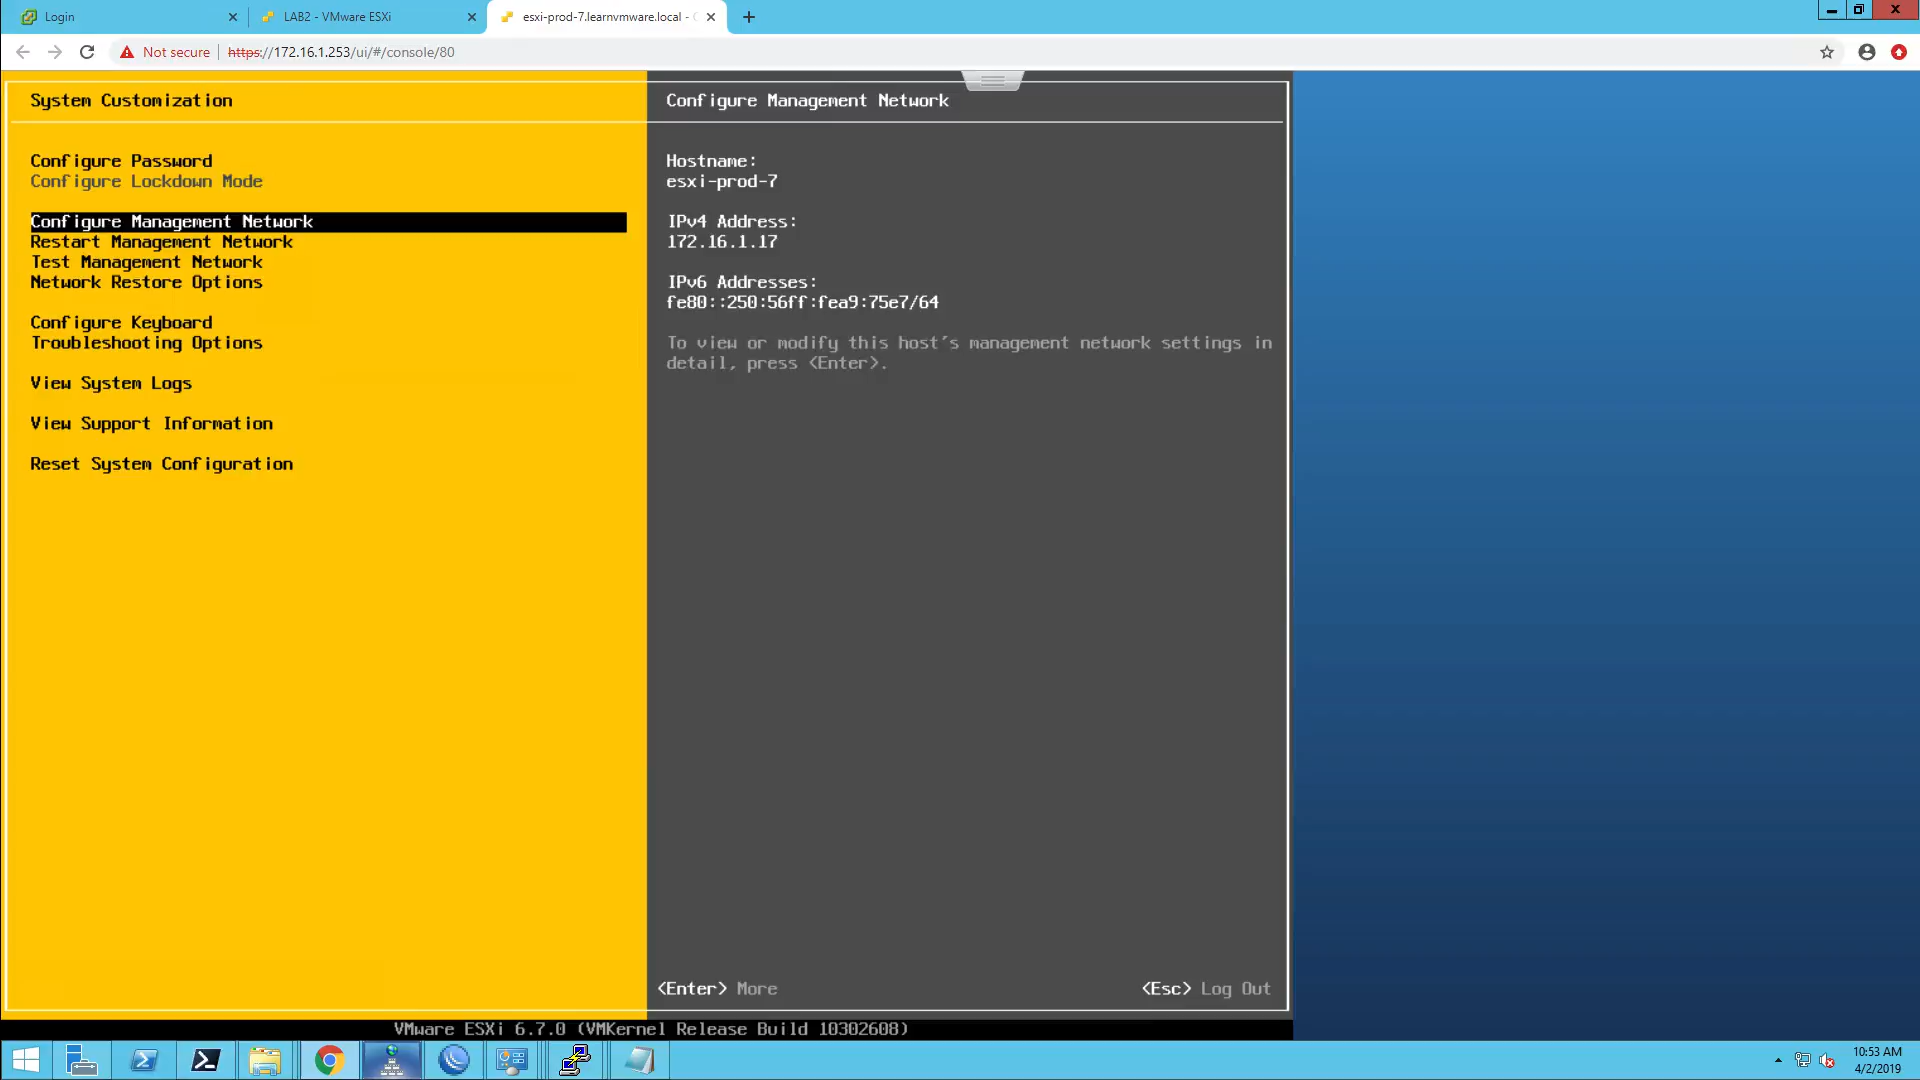 Login
LAB2 - VMware ESXi
esxi-prod-7.learnvmware.local -
Not secure
https://172.16.1.253/ui/#/console/80
System Customization
Configure Password
Configure Lockdown Mode
Configure Management Network
Restart Management Network
Test Management Network
Network Restore Options
Configure Keyboard
Troubleshooting Options
View System Logs
View Support Information
Reset System Configuration
Configure Management Network
Hostname:
esxi-prod-7
IPv4 Address:
172.16.1.17
IPv6 Addresses:
fe80::250:56ff:fea9:75e7/64
To view or modify this host's management network settings in
detail, press <Enter>.
<Enter> More
<Esc> Log Out
VMware ESXi 6.7.0 (VMKernel Release Build 10302608)
10:53 AM
4/2/2019